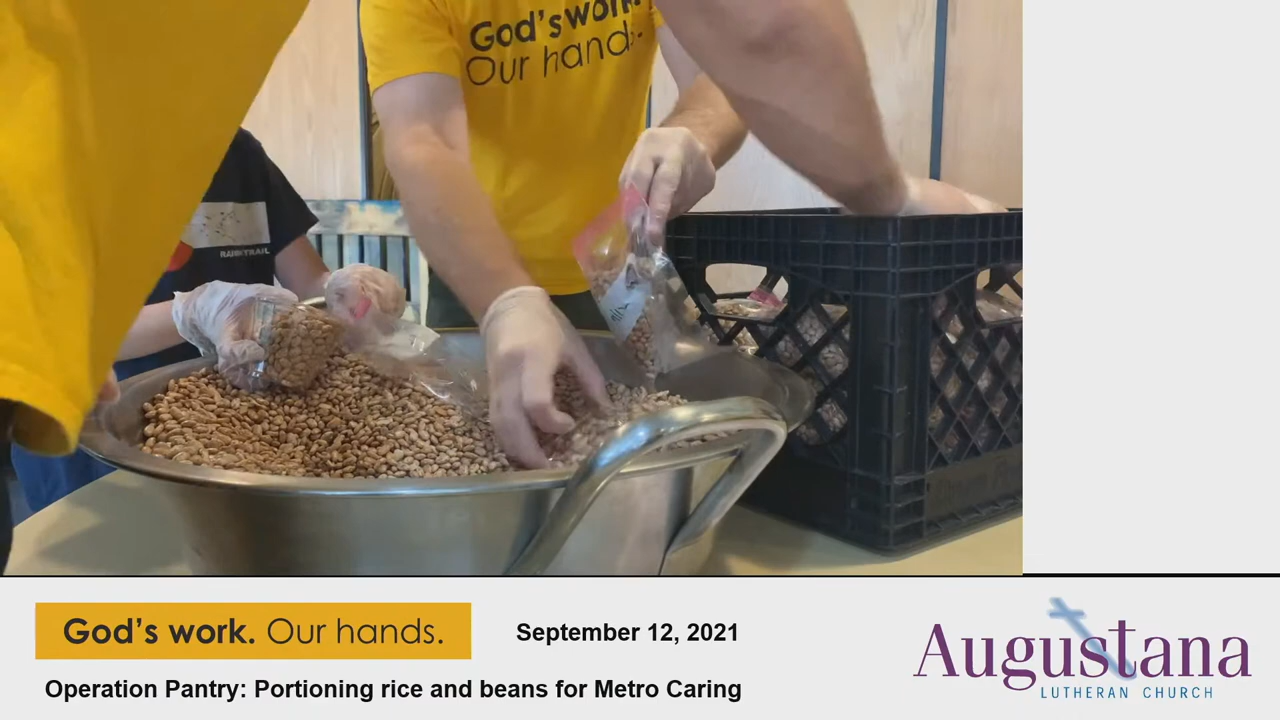 God's work.
Our hands.
God's work. Our hands.
September 12, 2021
Operation Pantry: Portioning rice and beans for Metro Caring
Augustana
LUTHERAN CHURCH